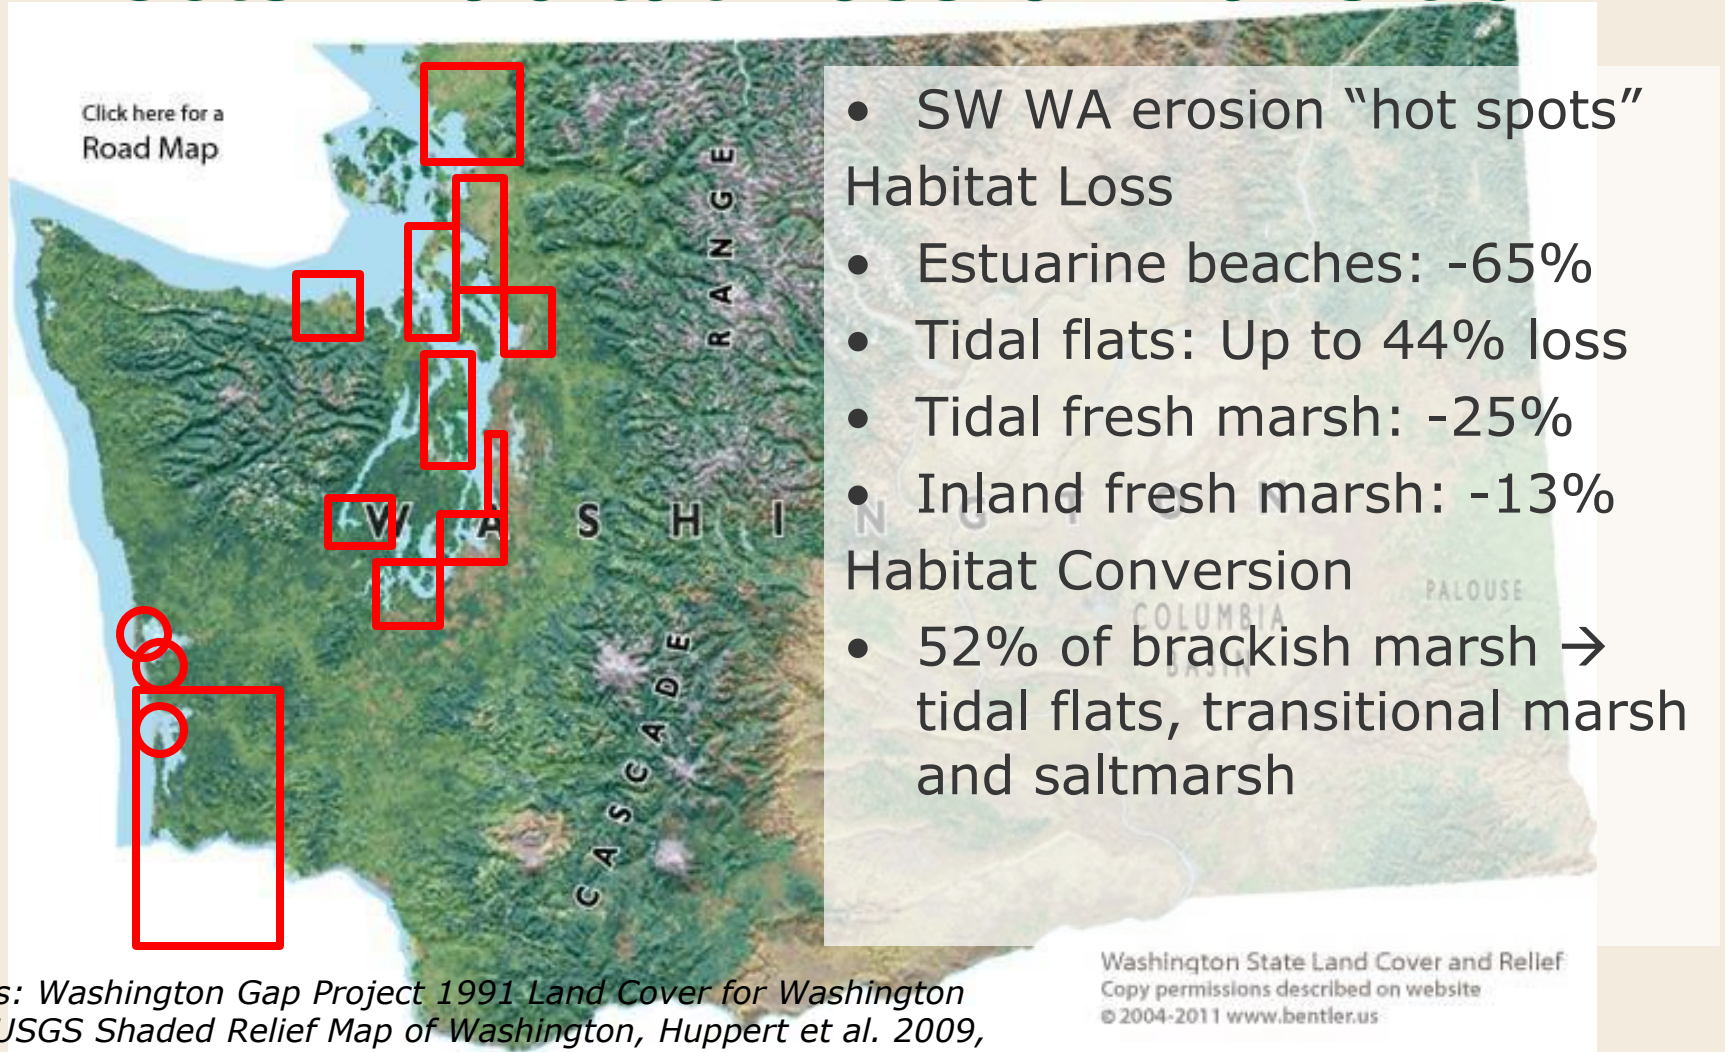 Click here for a
Road Map
• SW WA erosion “hot spots”
Habitat Loss
• Estuarine beaches: -65%
• Tidal flats: Up to 44% loss
• Tidal fresh marsh: -25%
• Inland fresh marsh: -13%
Habitat Conversion
• 52% of brackish marsh →
tidal flats, transitional marsh
and saltmarsh
WASHINGTON
CASCADE RANGE
COLUMBIA
BASIN
PALOUSE
Washington State Land Cover and Relief
Copy permissions described on website
© 2004-2011 www.bentler.us
s: Washington Gap Project 1991 Land Cover for Washington
USGS Shaded Relief Map of Washington, Huppert et al. 2009,